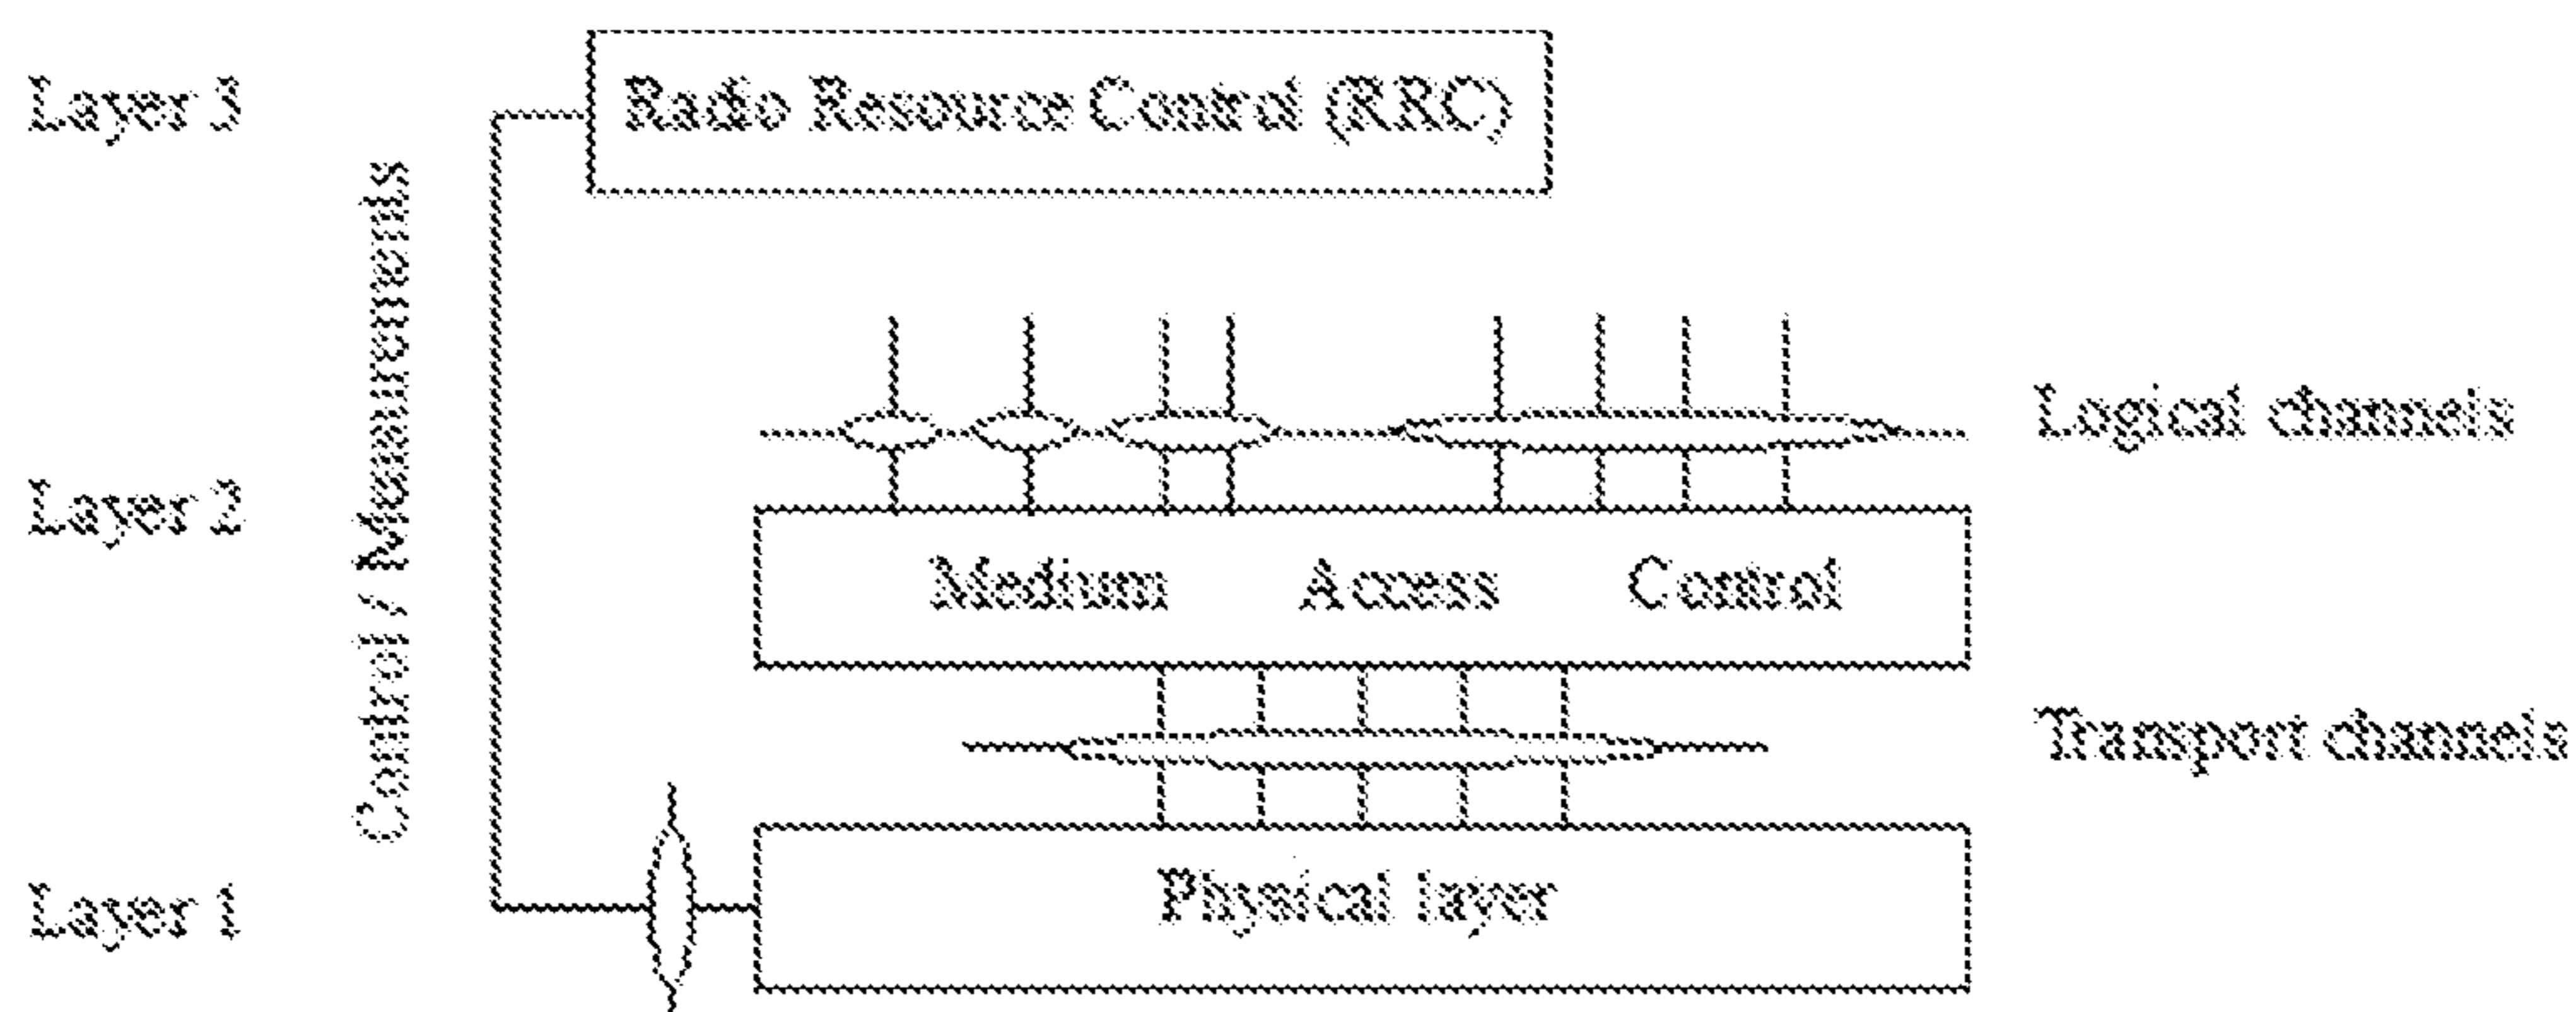 Layer 3
Radio Resource Control (RRC)
Control / Measurements
Logical channels
Layer 2
Medium Access Control
Transport channels
Layer 1
Physical layer